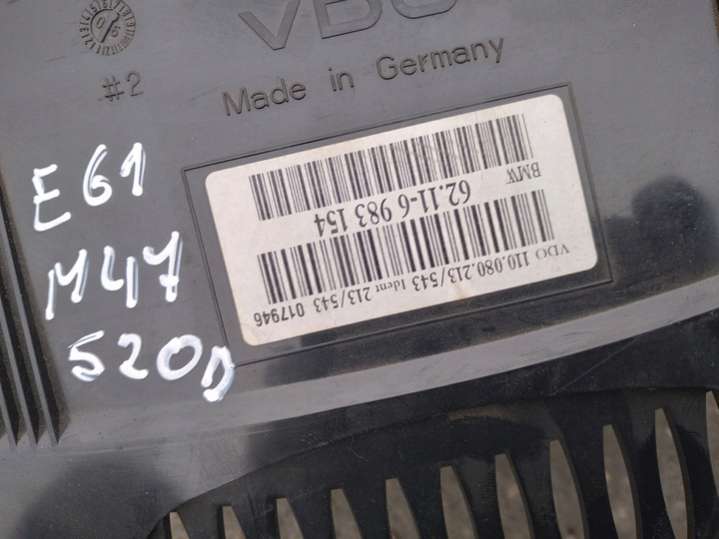 VDO
#2
Made in Germany
E61
M47
520D
BMW 62.11-6 983 154
VDO 110.080.213/543 Idenr 213/543 017946